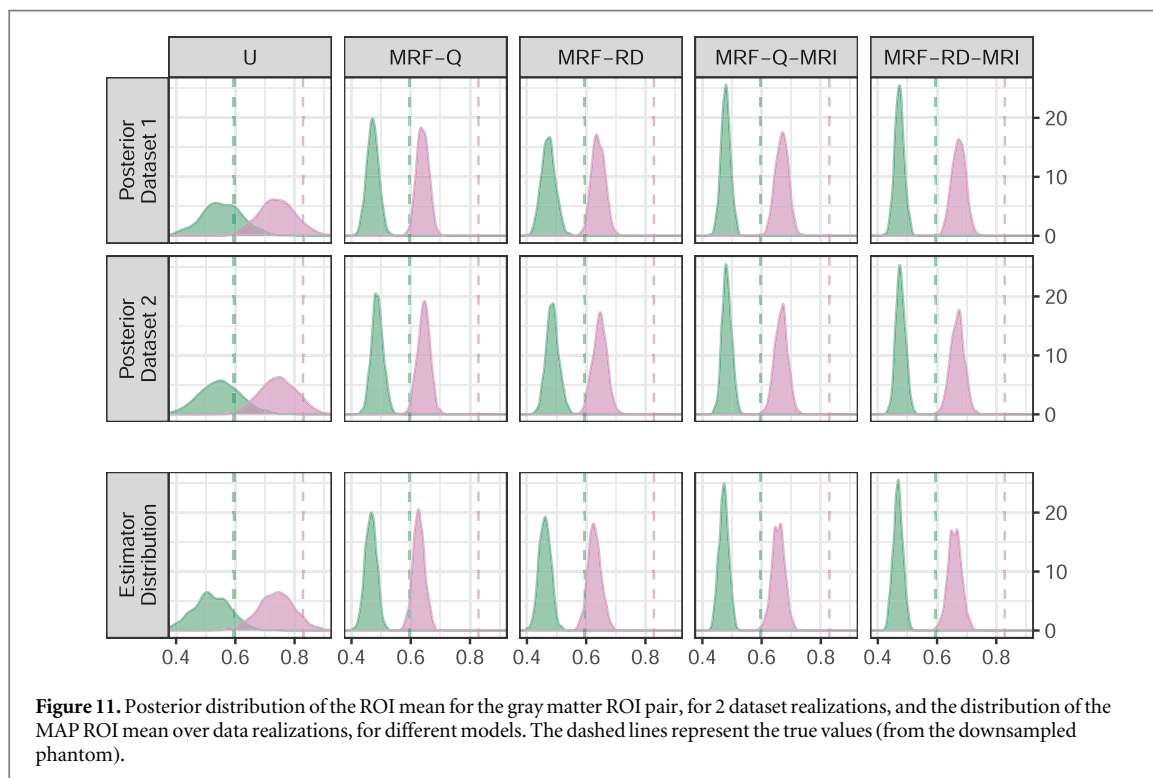 U MRF-Q MRF-RD MRF-Q-MRI MRF-RD-MRI
Posterior
Dataset 1
20
10
0
Posterior
Dataset 2
20
10
0
Estimator
Distribution
20
10
0
0.4 0.6 0.8 0.4 0.6 0.8 0.4 0.6 0.8 0.4 0.6 0.8 0.4 0.6 0.8
Figure 11. Posterior distribution of the ROI mean for the gray matter ROI pair, for 2 dataset realizations, and the distribution of the
MAP ROI mean over data realizations, for different models. The dashed lines represent the true values (from the downsampled
phantom).